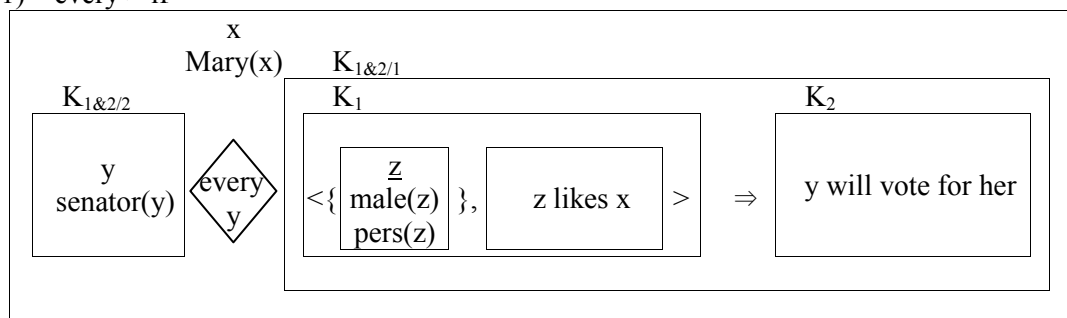 x
Mary(x) K1&2/1
K1&2/2 K1 K2
y every y <{ z male(z) pers(z) }, z likes x > ⇒ y will vote for her
senator(y)